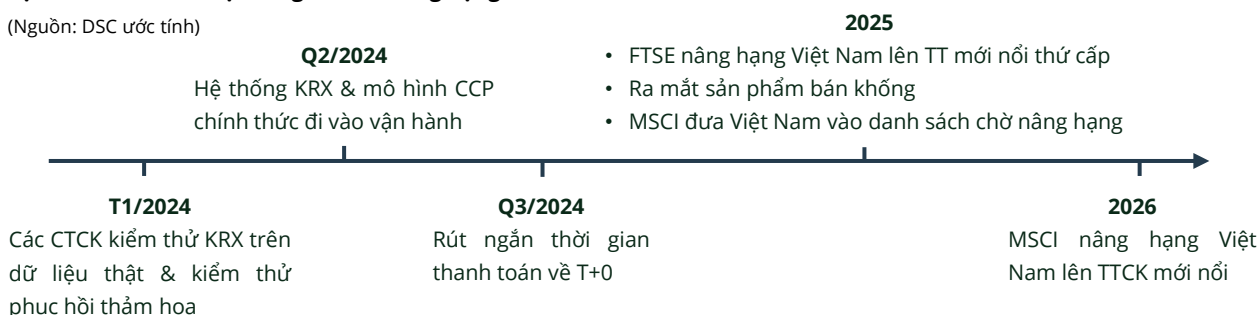 (Nguồn: DSC ước tính)
Q2/2024
Hệ thống KRX & mô hình CCP
chính thức đi vào vận hành
2025
• FTSE nâng hạng Việt Nam lên TT mới nổi thứ cấp
• Ra mắt sản phẩm bán khống
• MSCI đưa Việt Nam vào danh sách chờ nâng hạng
T1/2024
Các CTCK kiểm thử KRX trên
dữ liệu thật & kiểm thử
phục hồi thảm họa
Q3/2024
Rút ngắn thời gian
thanh toán về T+0
2026
MSCI nâng hạng Việt
Nam lên TTCK mới nổi